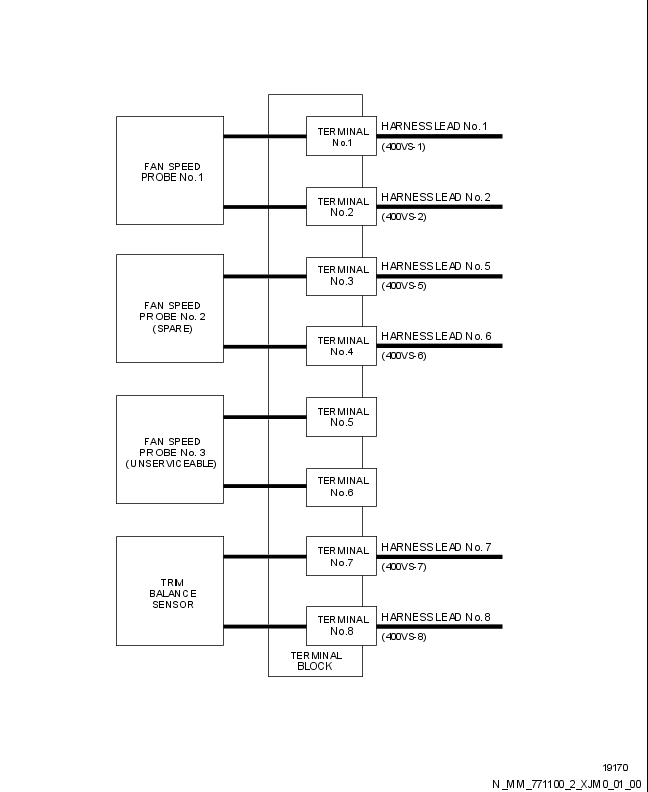 FAN SPEED
PROBE No. 1
TERMINAL
No.1
HARNESS LEAD No. 1
(400VS-1)
TERMINAL
No.2
HARNESS LEAD No. 2
(400VS-2)
FAN SPEED
PROBE No. 2
(SPARE)
TERMINAL
No.3
HARNESS LEAD No. 5
(400VS-5)
TERMINAL
No.4
HARNESS LEAD No. 6
(400VS-6)
FAN SPEED
PROBE No. 3
(UNSERVICEABLE)
TERMINAL
No.5
TERMINAL
No.6
TRIM
BALANCE
SENSOR
TERMINAL
No.7
HARNESS LEAD No. 7
(400VS-7)
TERMINAL
No.8
HARNESS LEAD No. 8
(400VS-8)
TERMINAL
BLOCK
19170
N_MM_771100_2_XJM0_01_00